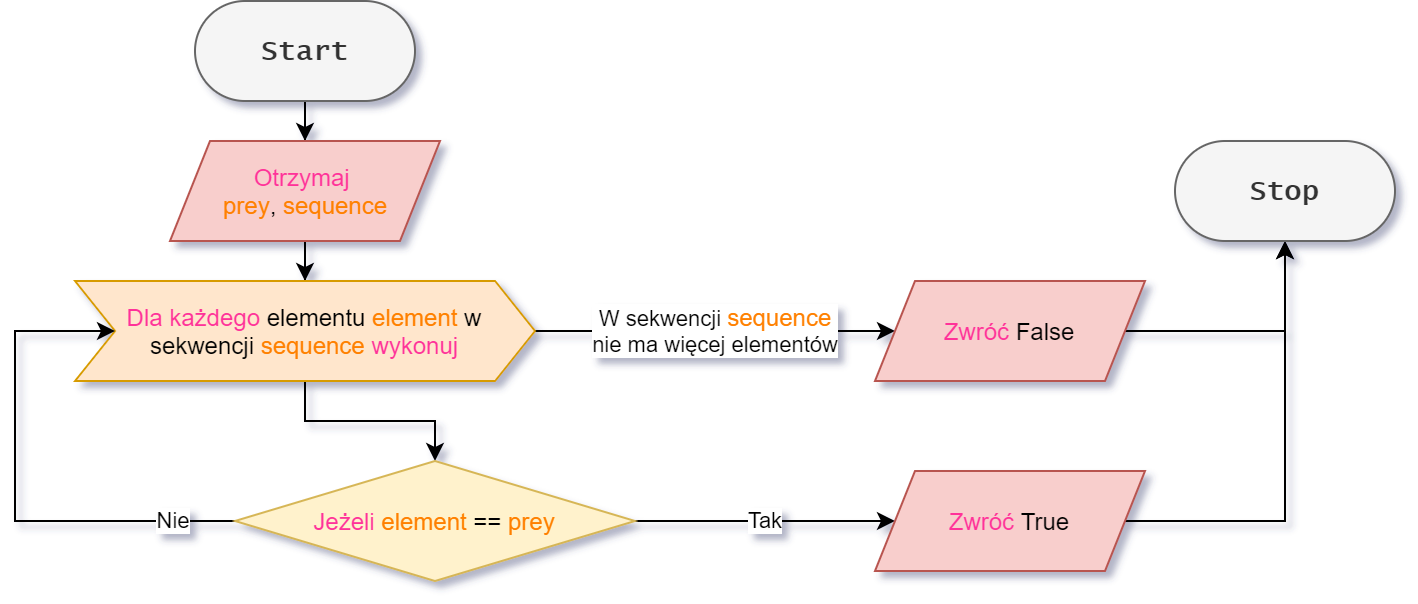 Start
Otrzymaj
prey, sequence
Stop
Dla każdego elementu element w
sekwencji sequence wykonuj
W sekwencji sequence
nie ma więcej elementów
Zwróć False
Nie
Jeżeli element == prey
Tak
Zwróć True